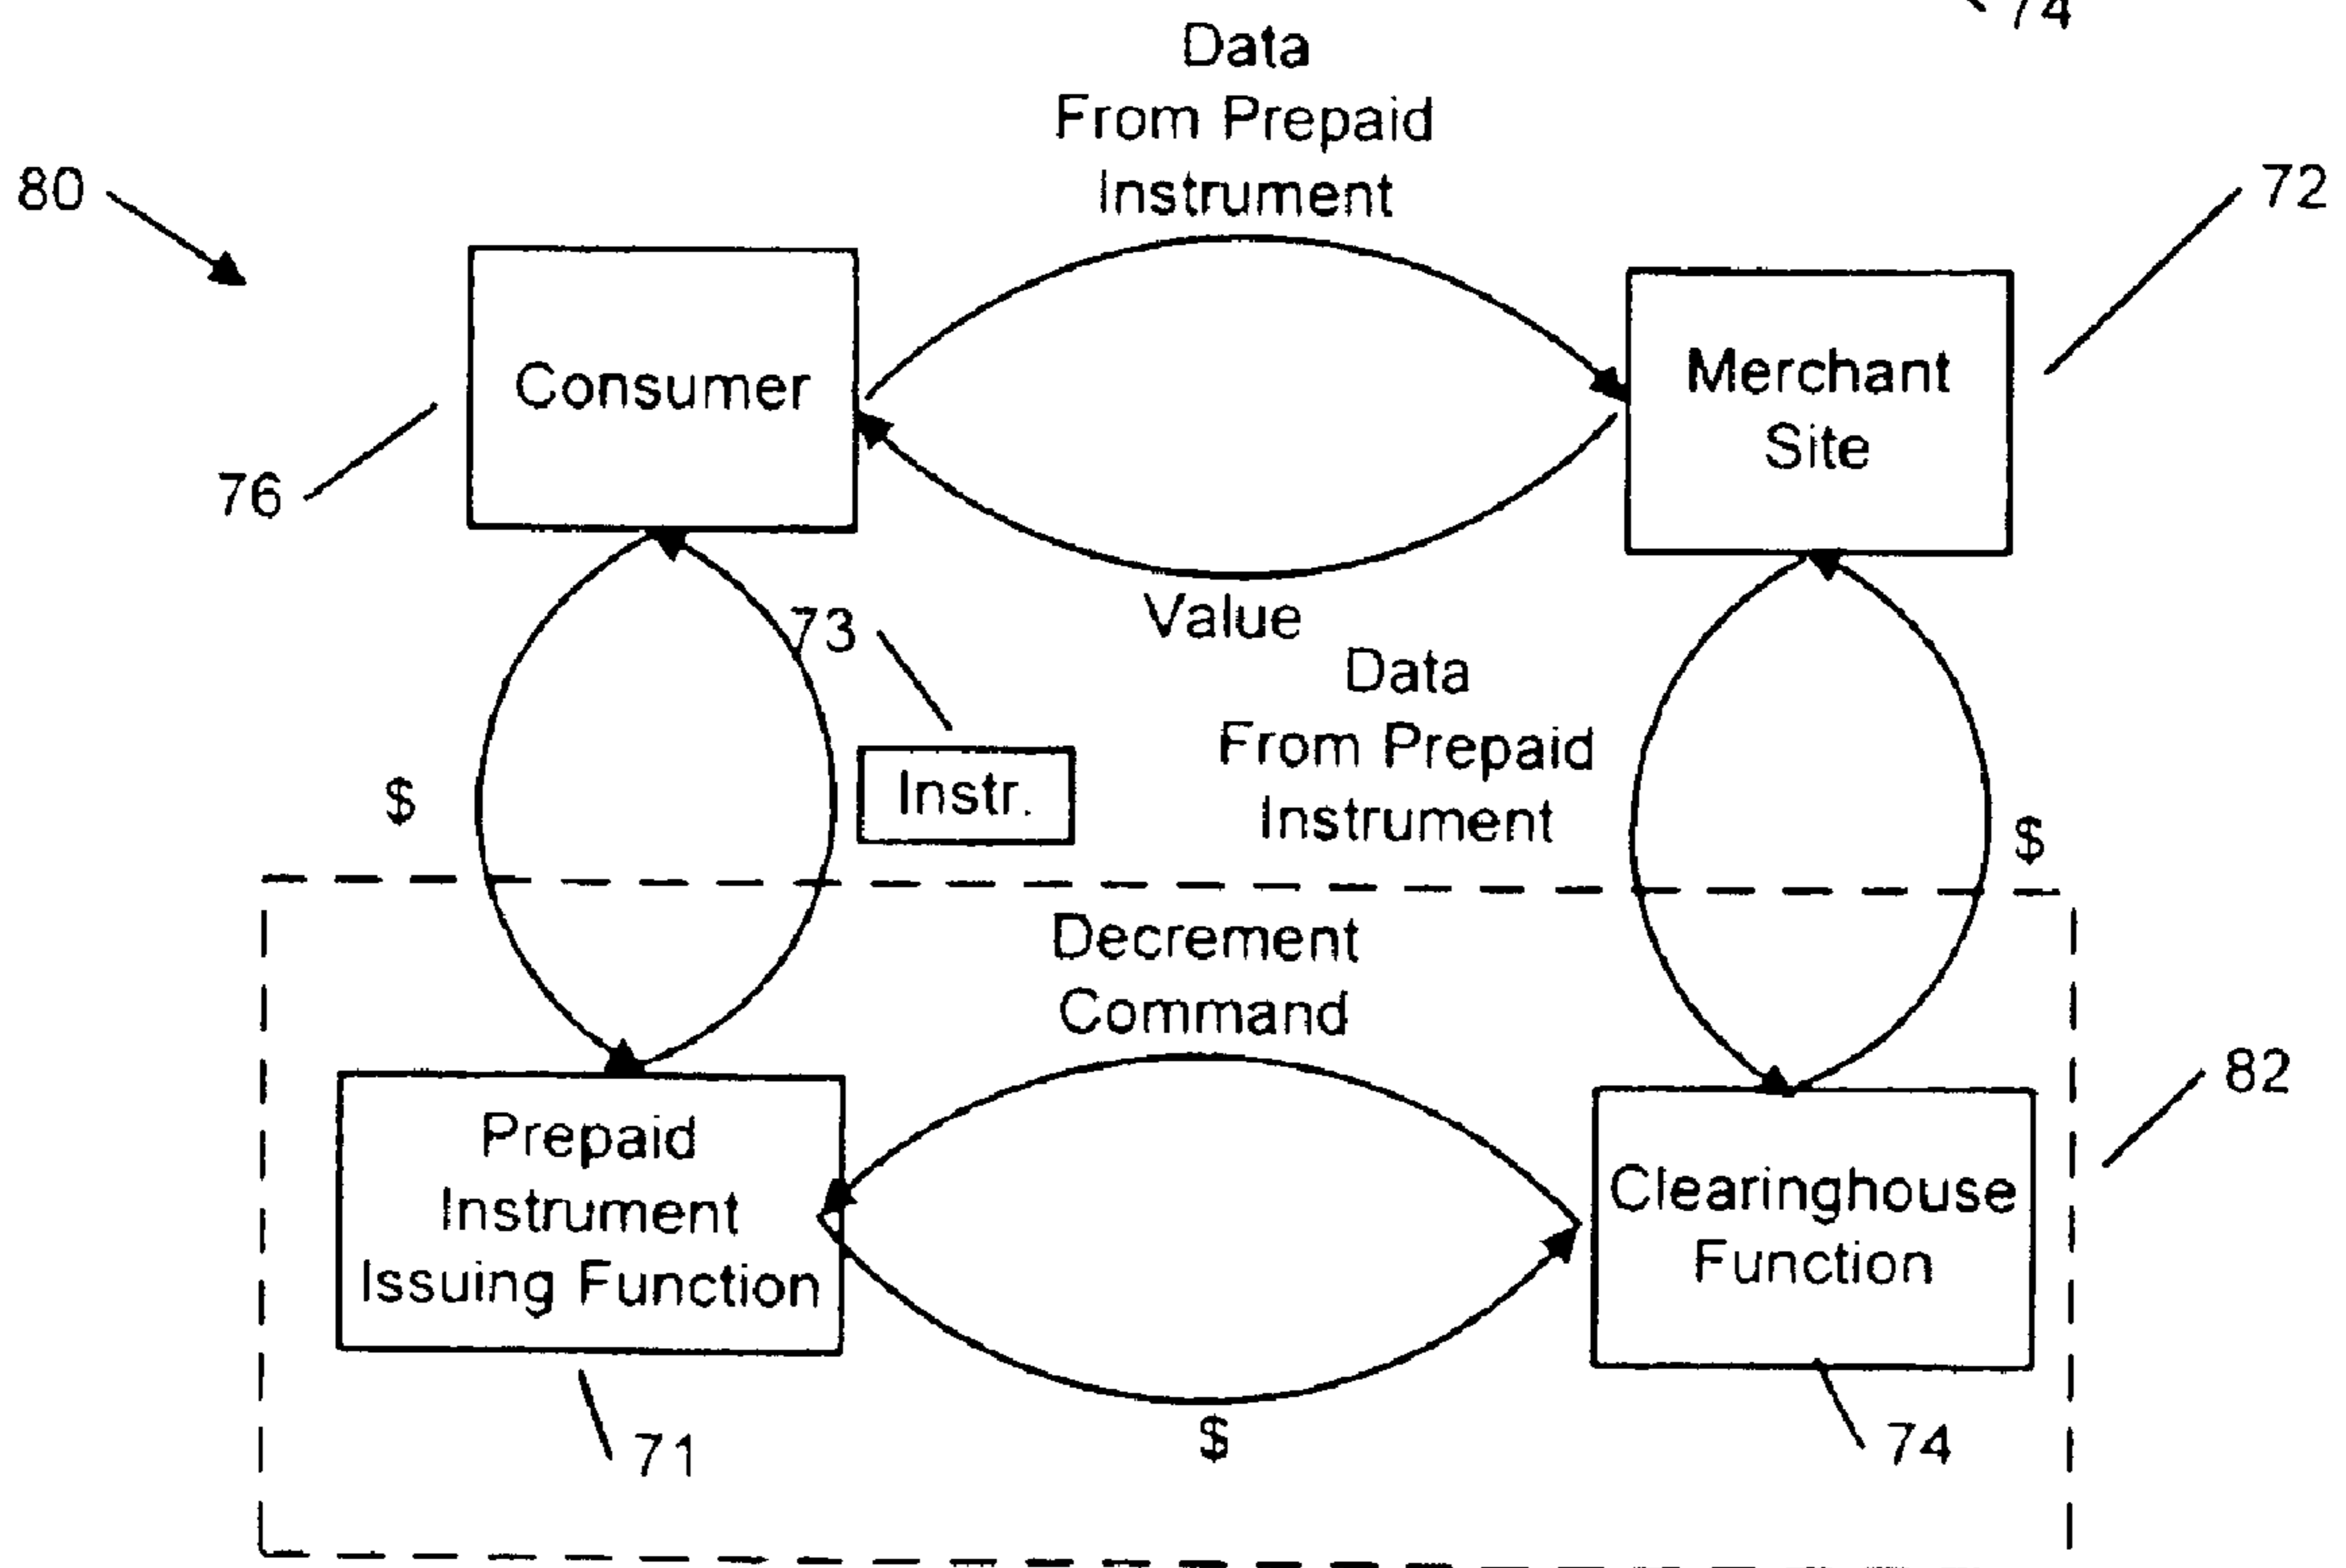 74
Data
From Prepaid
Instrument
80
72
Consumer
Merchant
Site
76
Value
73
Data
From Prepaid
Instrument
Instr.
$
$
Decrement
Command
82
Prepaid
Instrument
Issuing Function
Clearinghouse
Function
$
71
74